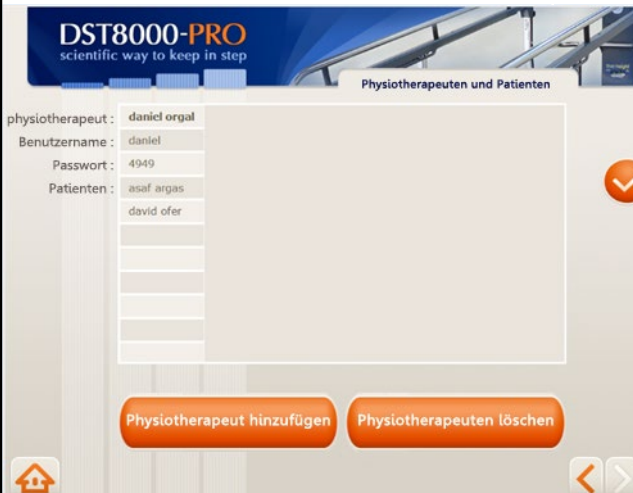 DST8000-PRO
scientific way to keep in step
Physiotherapeuten und Patienten
physiotherapeut : daniel orgal
Benutzername : daniel
Passwort : 4949
Patienten : asaf argas
david ofer
Physiotherapeut hinzufügen
Physiotherapeuten löschen